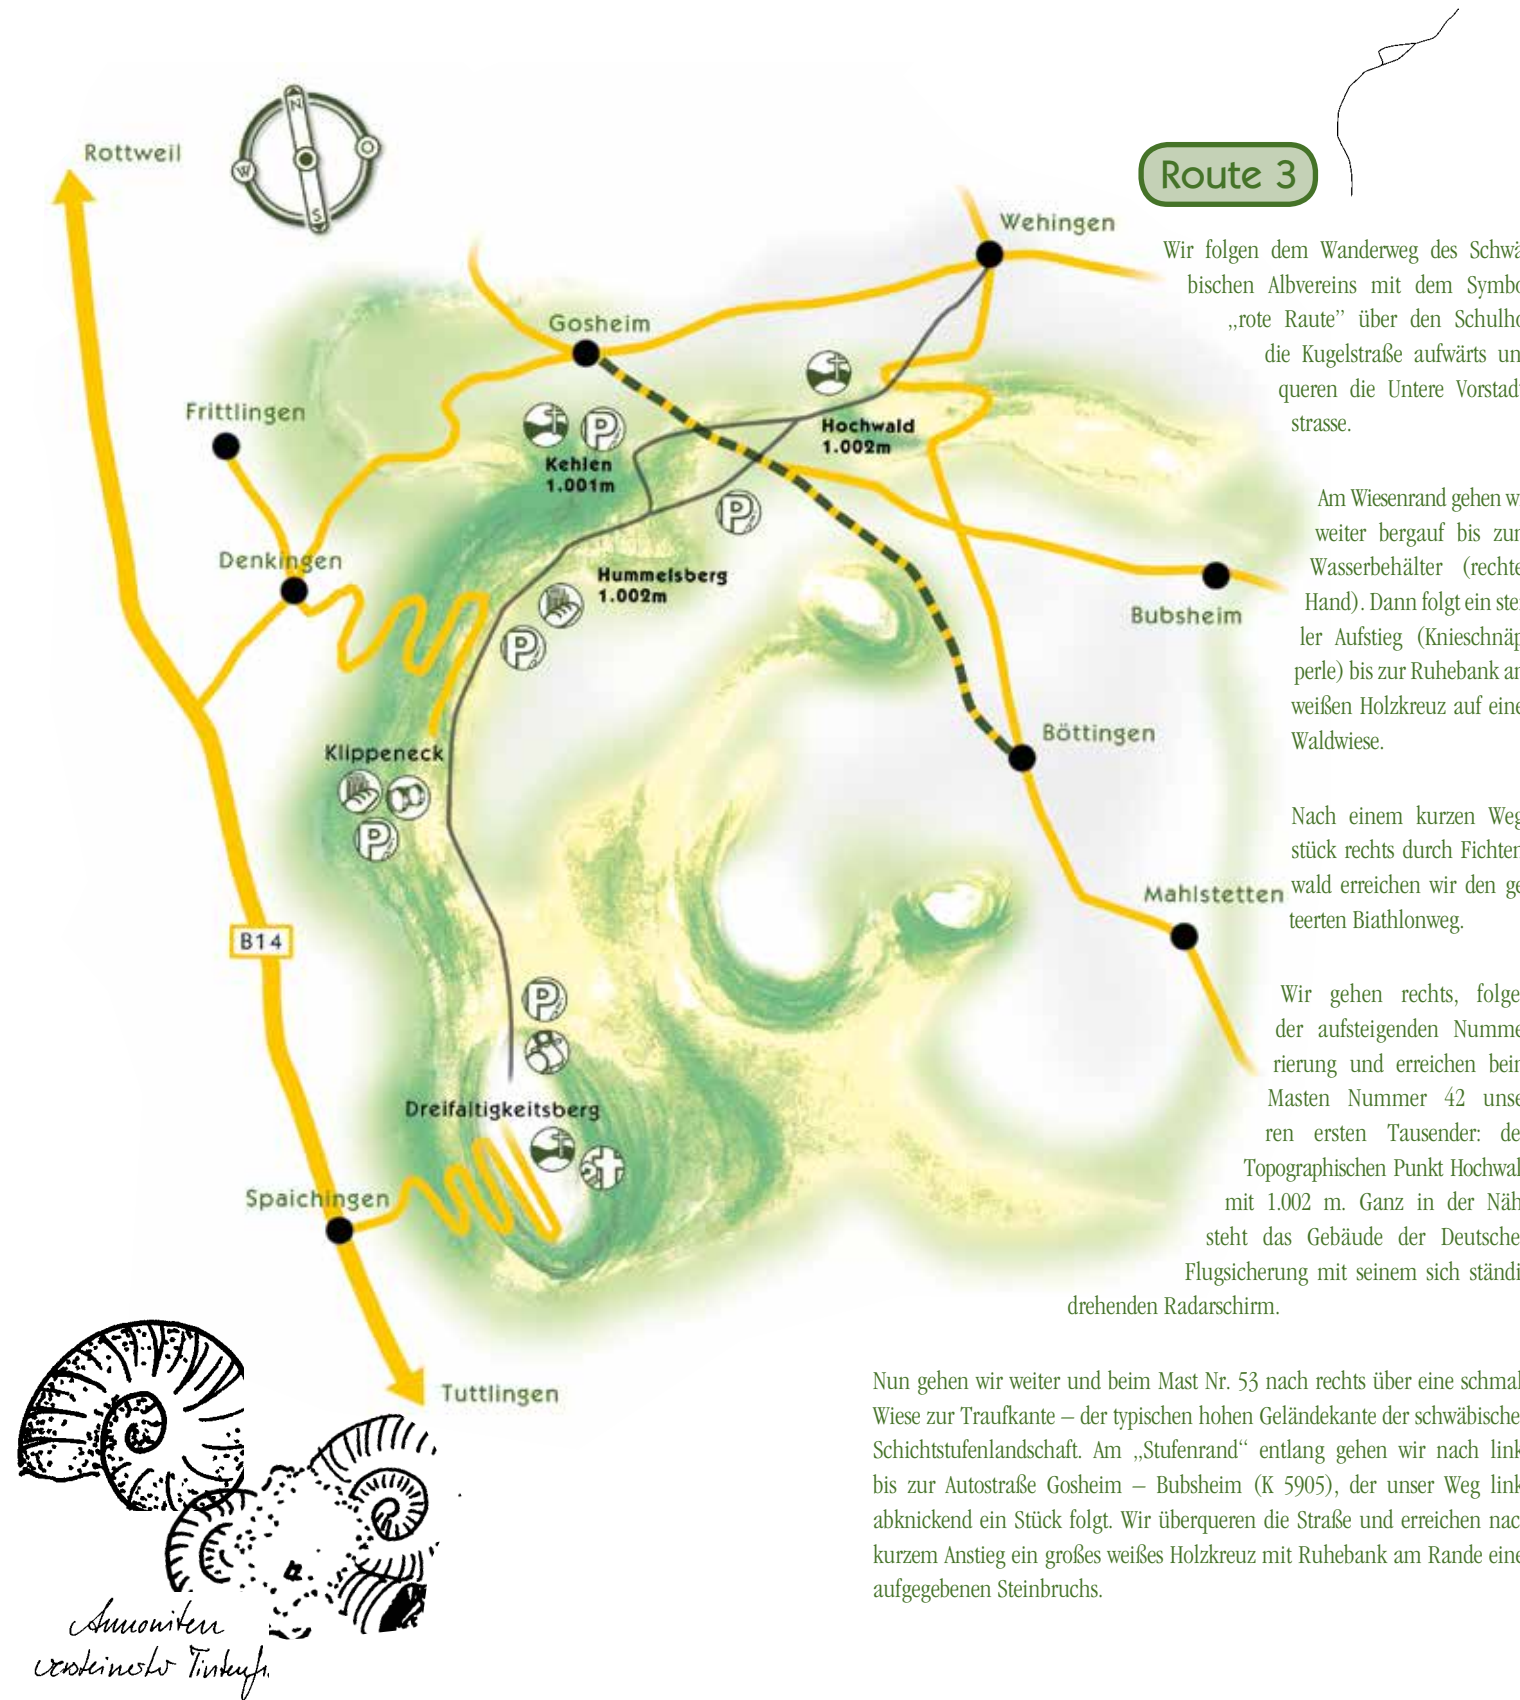 Rottweil
N
W
O
S
Route 3
Wehingen
Gosheim
Frittlingen
Hochwald
1.002m
P
Kehlen
1.001m
P
Denkingen
Hummelsberg
1.002m
P
Bubsheim
Böttingen
Klippeneck
P
Mahlstetten
B14
P
Dreifaltigkeitsberg
Spaichingen
Tuttlingen
Wir folgen dem Wanderweg des Schwä
bischen Albvereins mit dem Symbo
„rote Raute” über den Schulho
die Kugelstraße aufwärts un
queren die Untere Vorstad
strasse.
Am Wiesenrand gehen w
weiter bergauf bis zum
Wasserbehälter (rechte
Hand). Dann folgt ein stei
ler Aufstieg (Knieschnäp
perle) bis zur Ruhebank am
weißen Holzkreuz auf eine
Waldwiese.
Nach einem kurzen Weg
stück rechts durch Fichten
wald erreichen wir den ge
teerten Biathlonweg.
Wir gehen rechts, folge
der aufsteigenden Numme
rierung und erreichen beim
Masten Nummer 42 unse
ren ersten Tausender: de
Topographischen Punkt Hochwal
mit 1.002 m. Ganz in der Näh
steht das Gebäude der Deutsche
Flugsicherung mit seinem sich ständi
drehenden Radarschirm.
Nun gehen wir weiter und beim Mast Nr. 53 nach rechts über eine schmal
Wiese zur Traufkante – der typischen hohen Geländekante der schwäbische
Schichtstufenlandschaft. Am „Stufenrand“ entlang gehen wir nach link
bis zur Autostraße Gosheim – Bubsheim (K 5905), der unser Weg link
abknickend ein Stück folgt. Wir überqueren die Straße und erreichen nac
kurzem Anstieg ein großes weißes Holzkreuz mit Ruhebank am Rande eine
aufgegebenen Steinbruchs.
Ammoniten
versteinerte Tintenfi